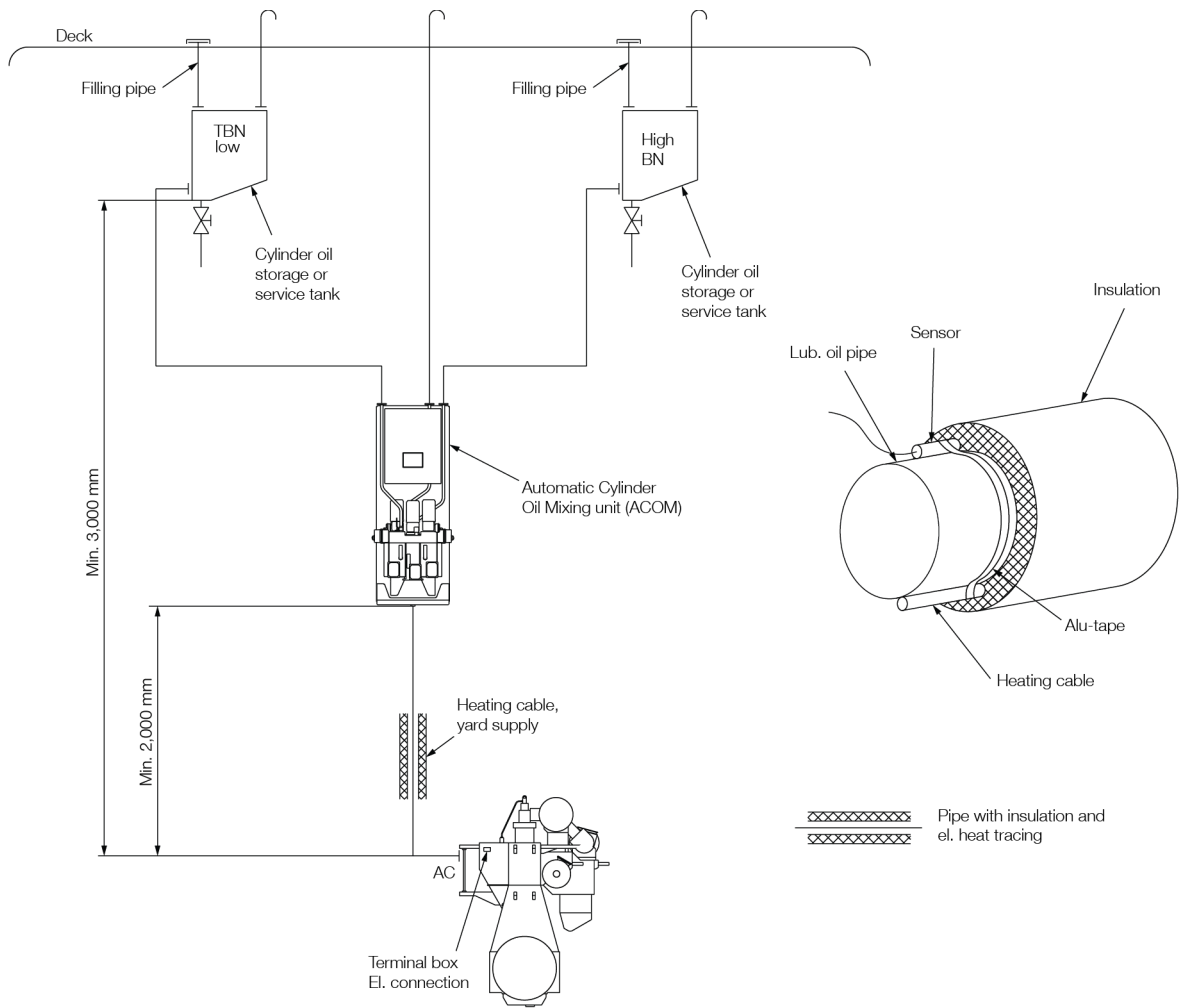 Deck
Filling pipe
Filling pipe
TBN
low
High
BN
Cylinder oil
storage or
service tank
Cylinder oil
storage or
service tank
Insulation
Sensor
Lub. oil pipe
Automatic Cylinder
Oil Mixing unit (ACOM)
Alu-tape
Heating cable
Min. 3,000 mm
Min. 2,000 mm
Heating cable,
yard supply
Pipe with insulation and
el. heat tracing
AC
Terminal box
El. connection